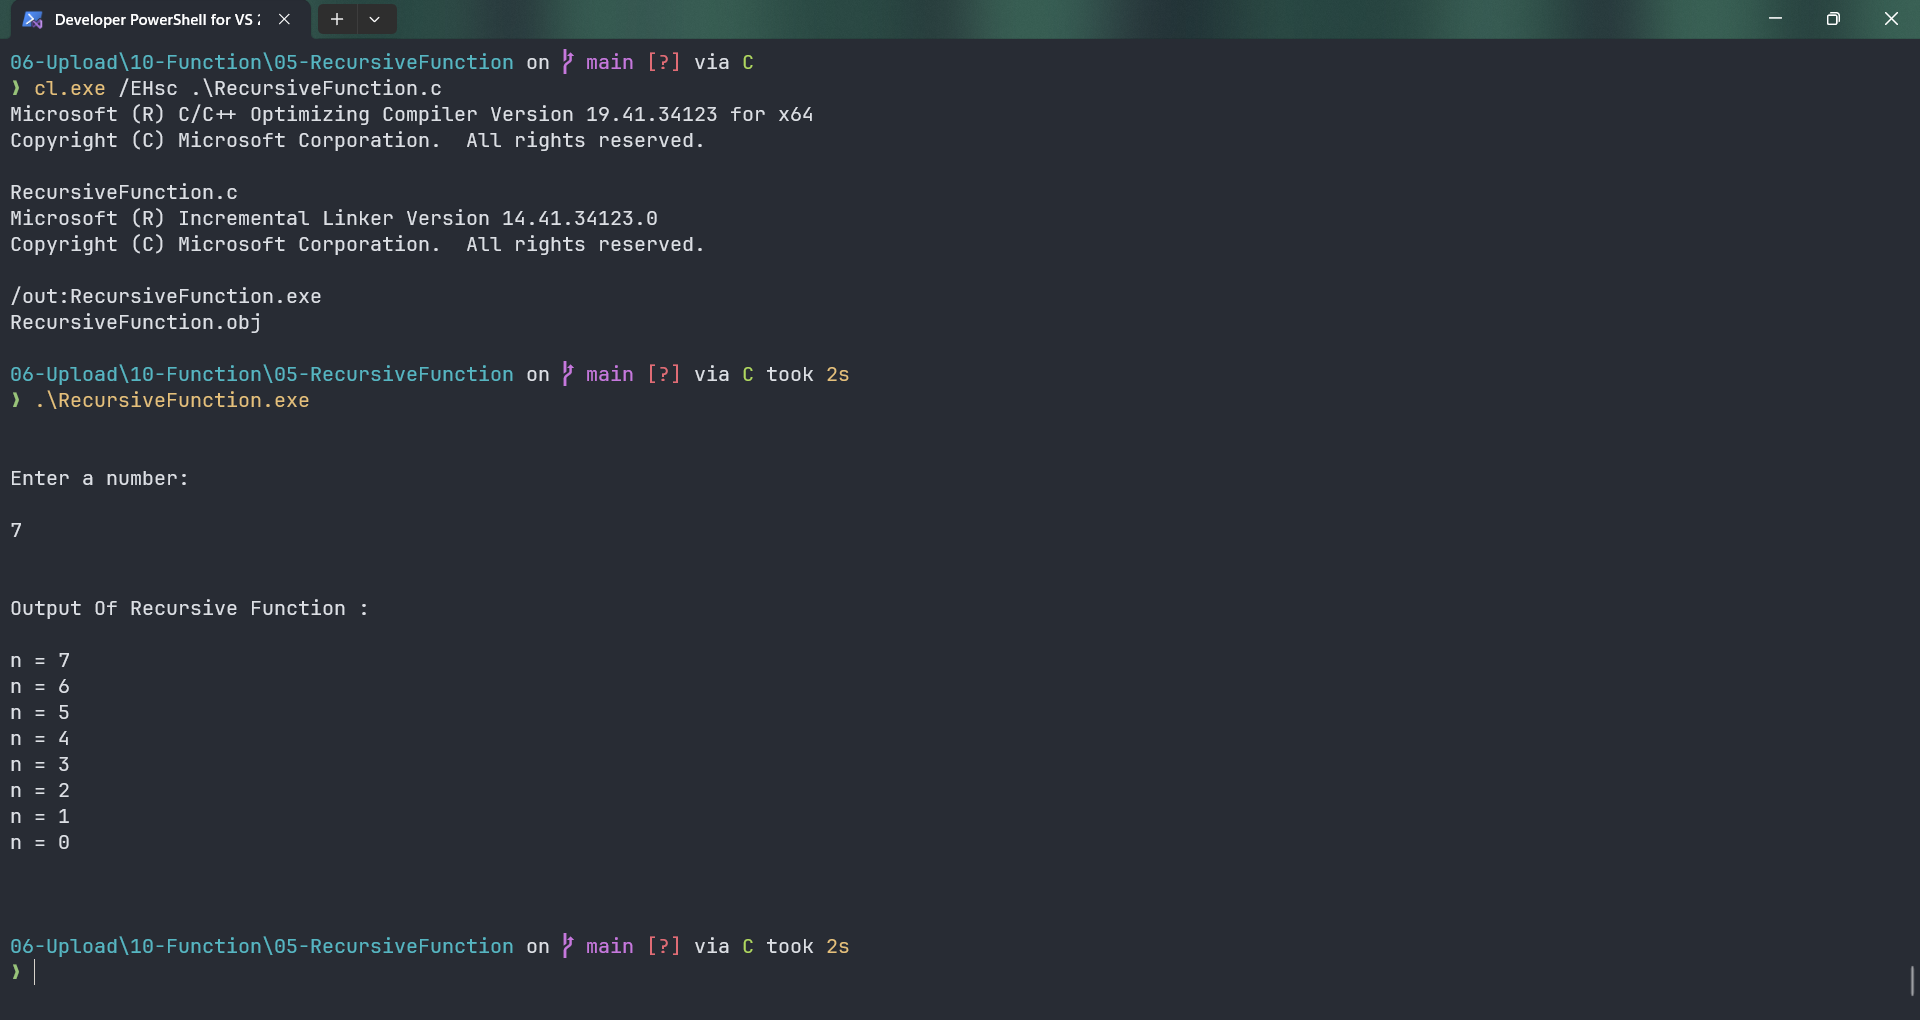 Developer PowerShell for VS
06-Upload\10-Function\05-RecursiveFunction on main [?] via C
❯ cl.exe /EHsc .\RecursiveFunction.c
Microsoft (R) C/C++ Optimizing Compiler Version 19.41.34123 for x64
Copyright (C) Microsoft Corporation.  All rights reserved.
RecursiveFunction.c
Microsoft (R) Incremental Linker Version 14.41.34123.0
Copyright (C) Microsoft Corporation.  All rights reserved.
/out:RecursiveFunction.exe
RecursiveFunction.obj
06-Upload\10-Function\05-RecursiveFunction on main [?] via C took 2s
❯ .\RecursiveFunction.exe
Enter a number:
7
Output Of Recursive Function :
n = 7
n = 6
n = 5
n = 4
n = 3
n = 2
n = 1
n = 0
06-Upload\10-Function\05-RecursiveFunction on main [?] via C took 2s
❯